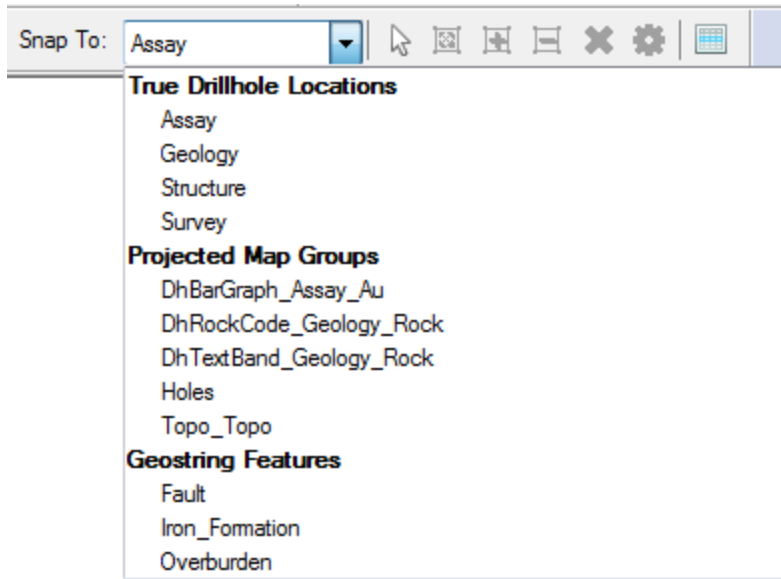 Snap To: Assay
True Drillhole Locations
Assay
Geology
Structure
Survey
Projected Map Groups
DhBarGraph_Assay_Au
DhRockCode_Geology_Rock
DhTextBand_Geology_Rock
Holes
Topo_Topo
Geostring Features
Fault
Iron_Formation
Overburden